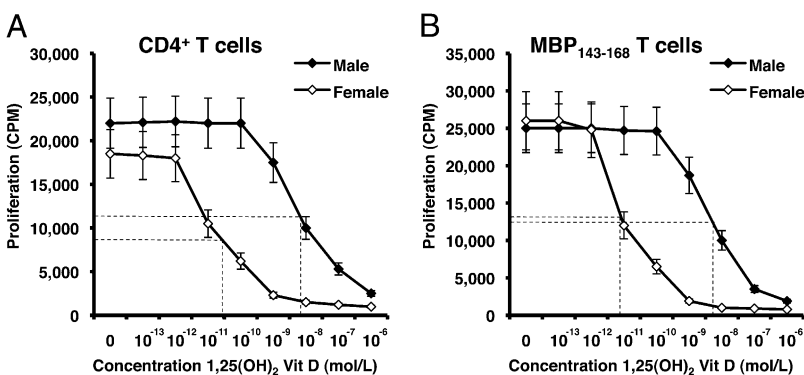 A
CD4⁺ T cells
Male
Female
Proliferation (CPM)
30,000
25,000
20,000
15,000
10,000
5,000
0
0 10⁻¹³ 10⁻¹² 10⁻¹¹ 10⁻¹⁰ 10⁻⁹ 10⁻⁸ 10⁻⁷ 10⁻⁶
Concentration 1,25(OH)₂ Vit D (mol/L)
B
MBP₁₄₃₋₁₆₈ T cells
Male
Female
Proliferation (CPM)
35,000
30,000
25,000
20,000
15,000
10,000
5,000
0
0 10⁻¹³ 10⁻¹² 10⁻¹¹ 10⁻¹⁰ 10⁻⁹ 10⁻⁸ 10⁻⁷ 10⁻⁶
Concentration 1,25(OH)₂ Vit D (mol/L)